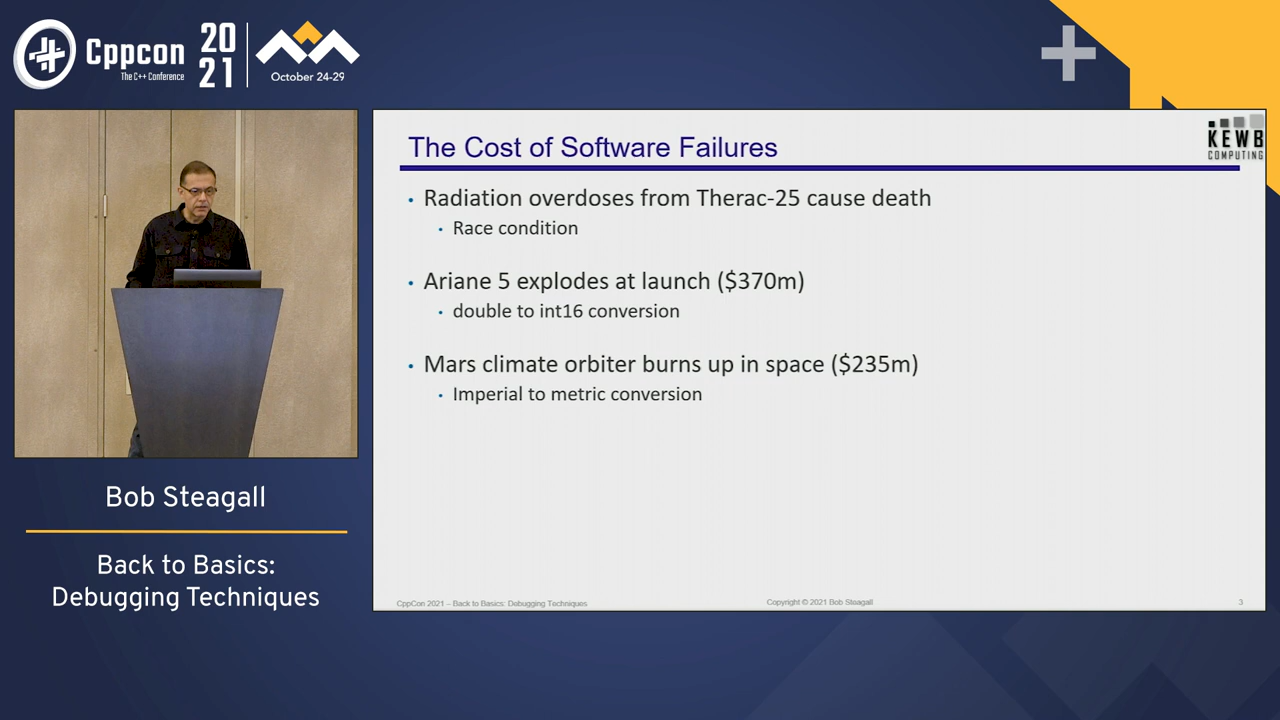 Cppcon
The C++ Conference
20
21
October 24-29
KEWB
COMPUTING
The Cost of Software Failures
• Radiation overdoses from Therac-25 cause death
• Race condition
• Ariane 5 explodes at launch ($370m)
• double to int16 conversion
• Mars climate orbiter burns up in space ($235m)
• Imperial to metric conversion
CppCon 2021 – Back to Basics: Debugging Techniques
Copyright © 2021 Bob Steagall
3
Bob Steagall
Back to Basics:
Debugging Techniques